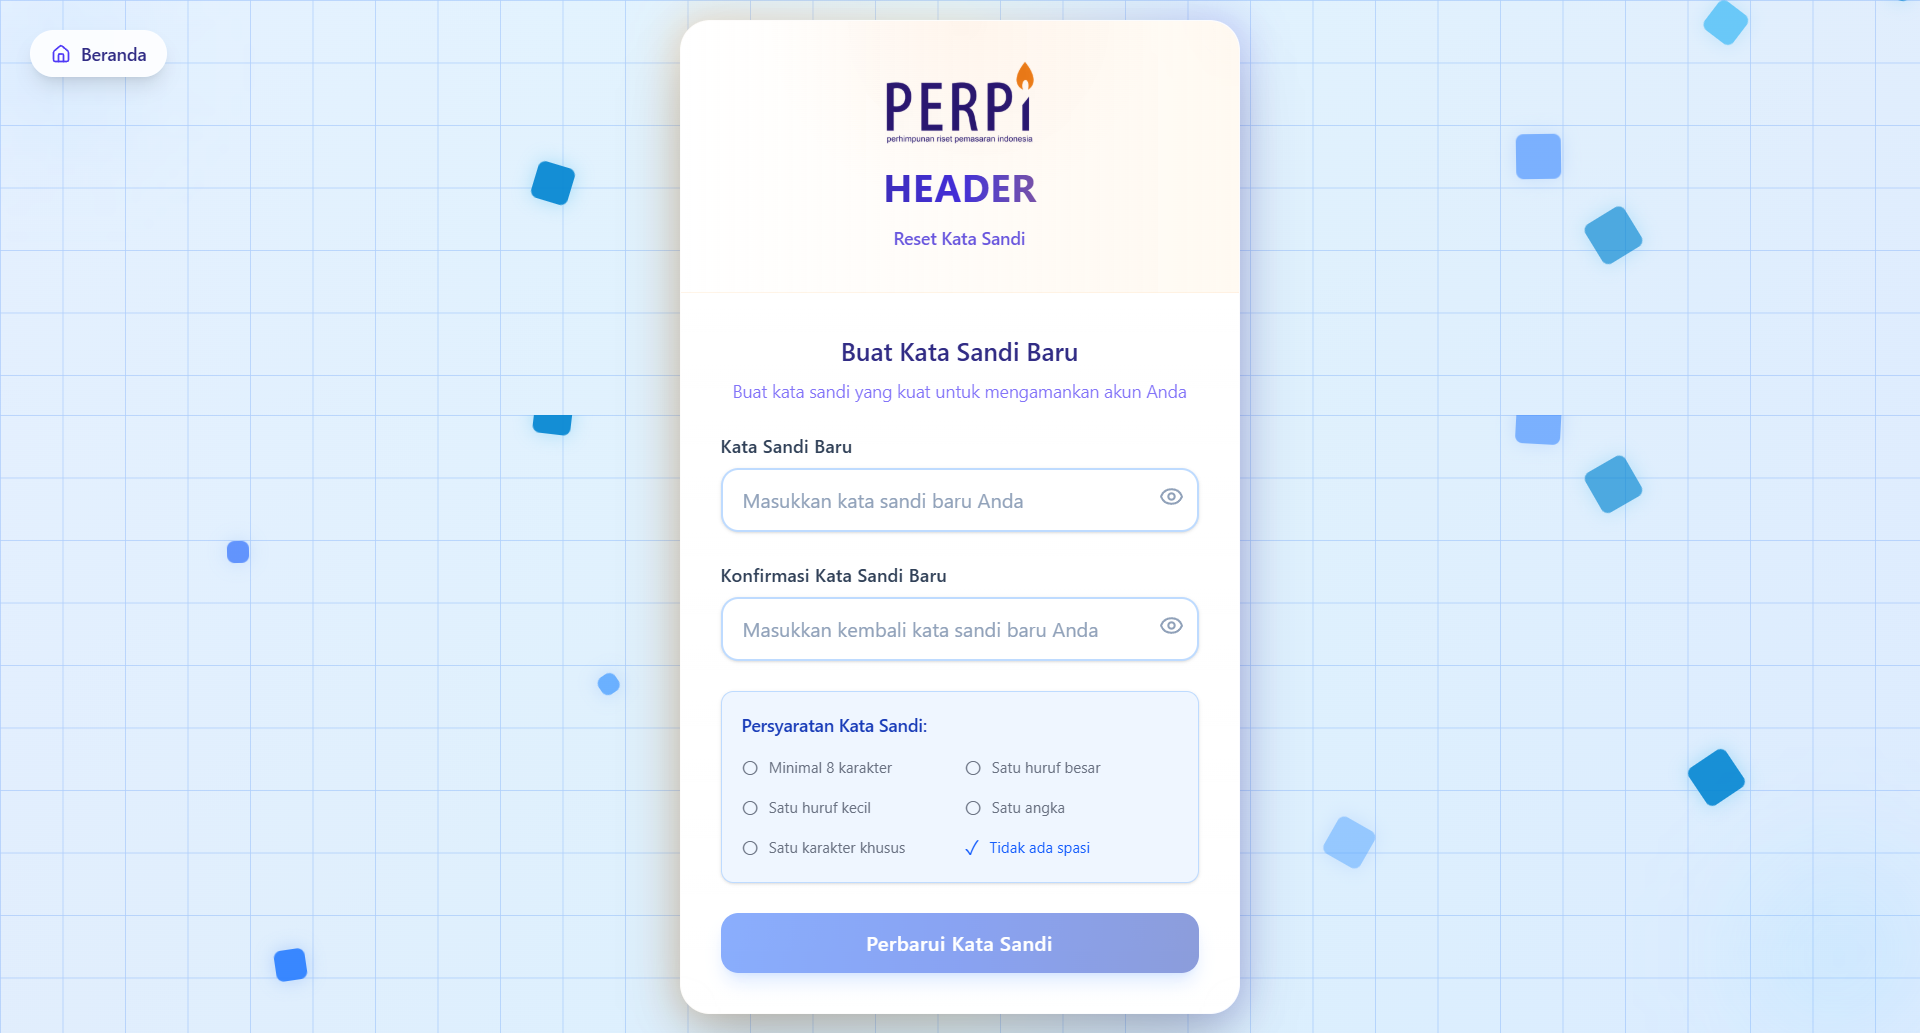 Beranda
PERPi
perhimpunan riset pemasaran indonesia
HEADER
Reset Kata Sandi
Buat Kata Sandi Baru
Buat kata sandi yang kuat untuk mengamankan akun Anda
Kata Sandi Baru
Masukkan kata sandi baru Anda
Konfirmasi Kata Sandi Baru
Masukkan kembali kata sandi baru Anda
Persyaratan Kata Sandi:
Minimal 8 karakter
Satu huruf besar
Satu huruf kecil
Satu angka
Satu karakter khusus
Tidak ada spasi
Perbarui Kata Sandi